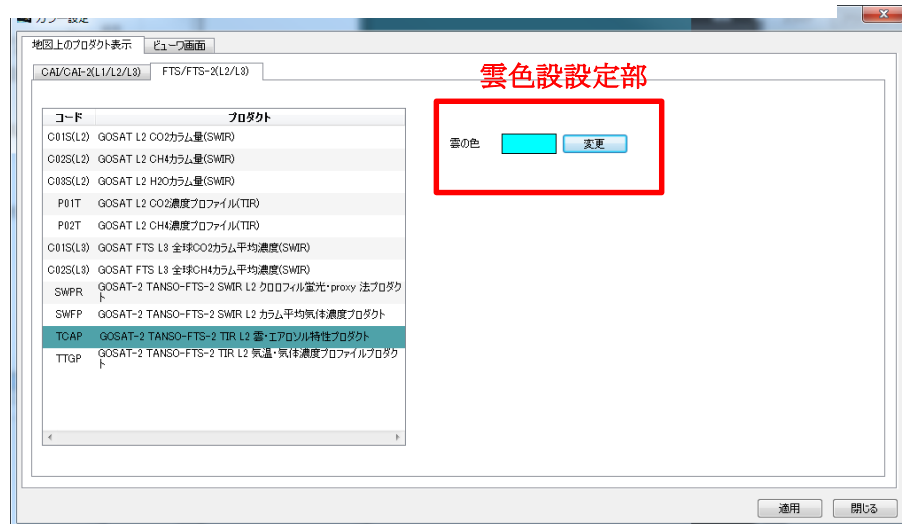 カラー設定
地図上のプロダクト表示 ビューワ画面
CAI/CAI-2(L1/L2/L3) FTS/FTS-2(L2/L3)
雲色設設定部
コード プロダクト
C01S(L2) GOSAT L2 CO2カラム量(SWIR)
雲の色 変更
C02S(L2) GOSAT L2 CH4カラム量(SWIR)
C03S(L2) GOSAT L2 H2Oカラム量(SWIR)
P01T GOSAT L2 CO2濃度プロファイル(TIR)
P02T GOSAT L2 CH4濃度プロファイル(TIR)
C01S(L3) GOSAT FTS L3 全球CO2カラム平均濃度(SWIR)
C02S(L3) GOSAT FTS L3 全球CH4カラム平均濃度(SWIR)
SWPR GOSAT-2 TANSO-FTS-2 SWIR L2 クロロフィル蛍光・proxy 法プロダク
ト
SWFP GOSAT-2 TANSO-FTS-2 SWIR L2 カラム平均気体濃度プロダクト
TCAP GOSAT-2 TANSO-FTS-2 TIR L2 雲・エアロゾル特性プロダクト
TTGP GOSAT-2 TANSO-FTS-2 TIR L2 気温・気体濃度プロファイルプロダク
ト
適用 閉じる